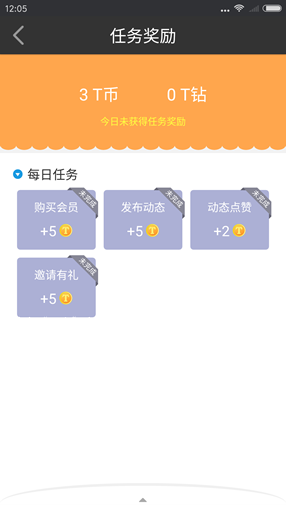 12:05
任务奖励
3 T币 0 T钻
今日未获得任务奖励
每日任务
未完成 未完成 未完成
购买会员 发布动态 动态点赞
+5 +5 +2
未完成
邀请有礼
+5